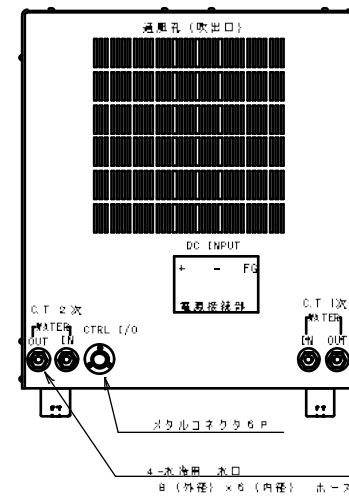 通風孔 (吹出口)
DC INPUT
+ - FG
電源接続部
C.T 2次
WATER
OUT IN
CTRL I/O
C.T 1次
WATER
IN OUT
メタルコネクタ6P
4-水冷用 水口
8 (外径) ×6 (内径) ホース